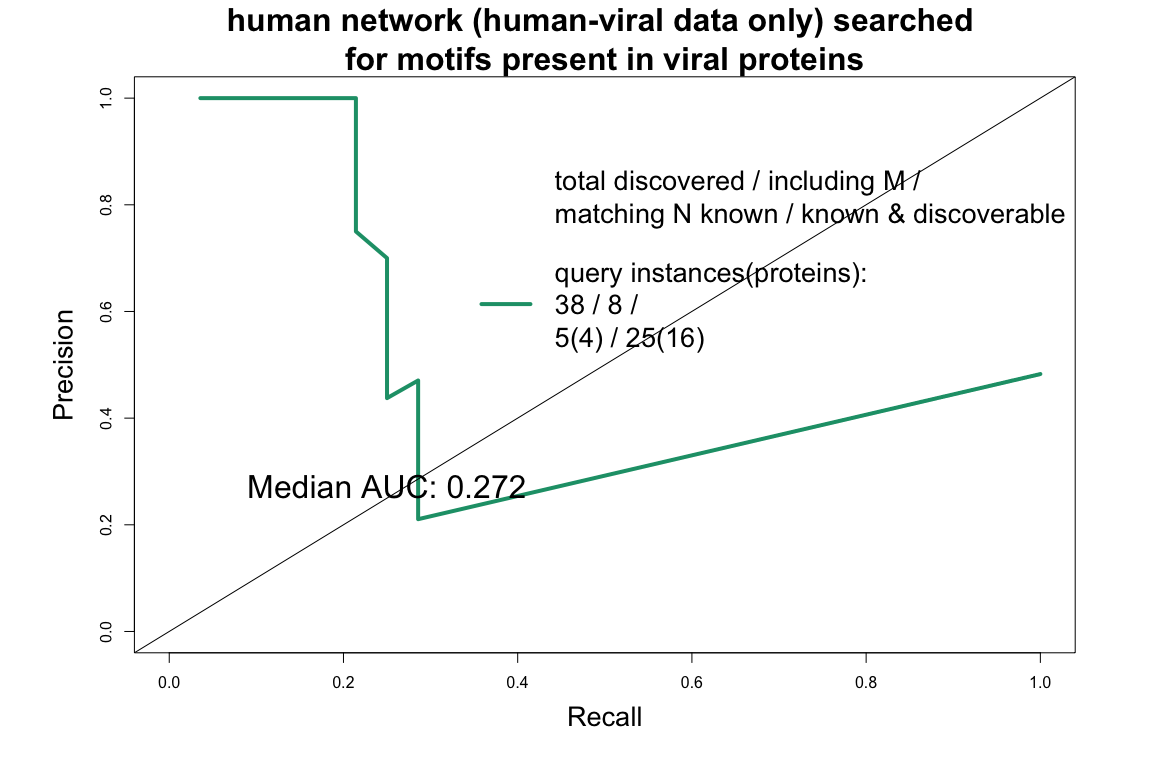 human network (human-viral data only) searched
for motifs present in viral proteins
1.0
0.8
0.6
0.4
0.2
0.0
Precision
total discovered / including M /
matching N known / known & discoverable
query instances(proteins):
38 / 8 /
5(4) / 25(16)
Median AUC: 0.272
0.0 0.2 0.4 0.6 0.8 1.0
Recall